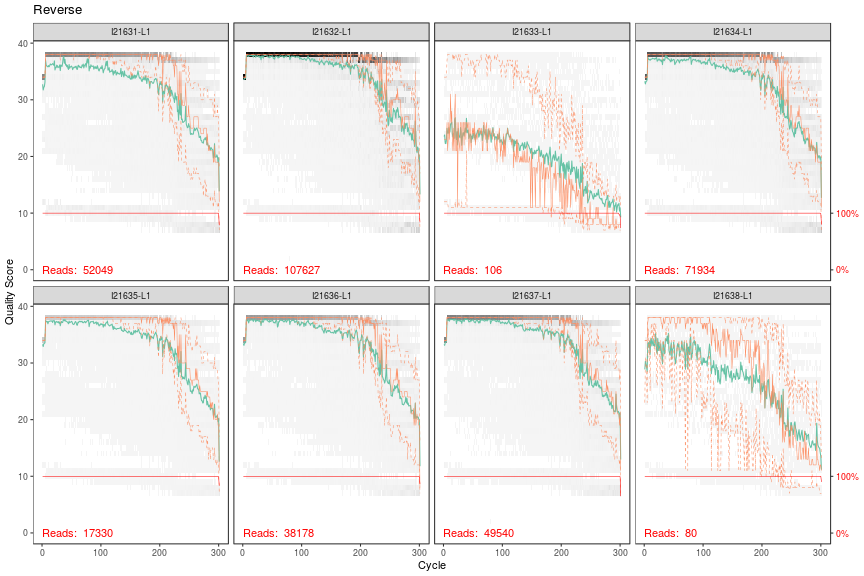 Reverse
I21631-L1 I21632-L1 I21633-L1 I21634-L1
40
30
20
10 100%
0 0%
Reads: 52049 Reads: 107627 Reads: 106 Reads: 71934
Quality Score
I21635-L1 I21636-L1 I21637-L1 I21638-L1
40
30
20
10 100%
0 0%
Reads: 17330 Reads: 38178 Reads: 49540 Reads: 80
0 100 200 300 0 100 200 300 0 100 200 300 0 100 200 300
Cycle